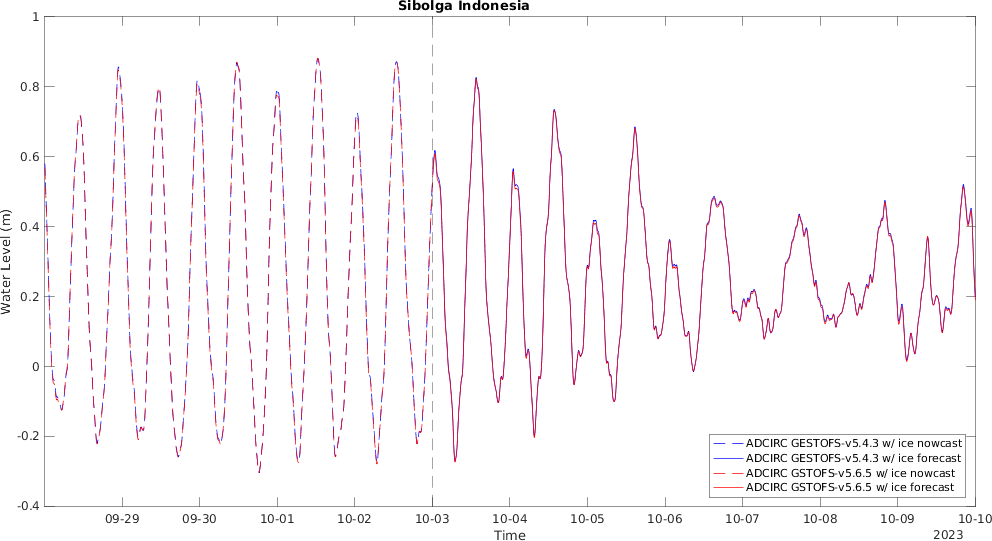 Sibolga Indonesia
Water Level (m)
1
0.8
0.6
0.4
0.2
0
-0.2
-0.4
ADCIRC GESTOFS-v5.4.3 w/ ice nowcast
ADCIRC GESTOFS-v5.4.3 w/ ice forecast
ADCIRC GSTOFS-v5.6.5 w/ ice nowcast
ADCIRC GSTOFS-v5.6.5 w/ ice forecast
09-29 09-30 10-01 10-02 10-03 10-04 10-05 10-06 10-07 10-08 10-09 10-10
Time
2023